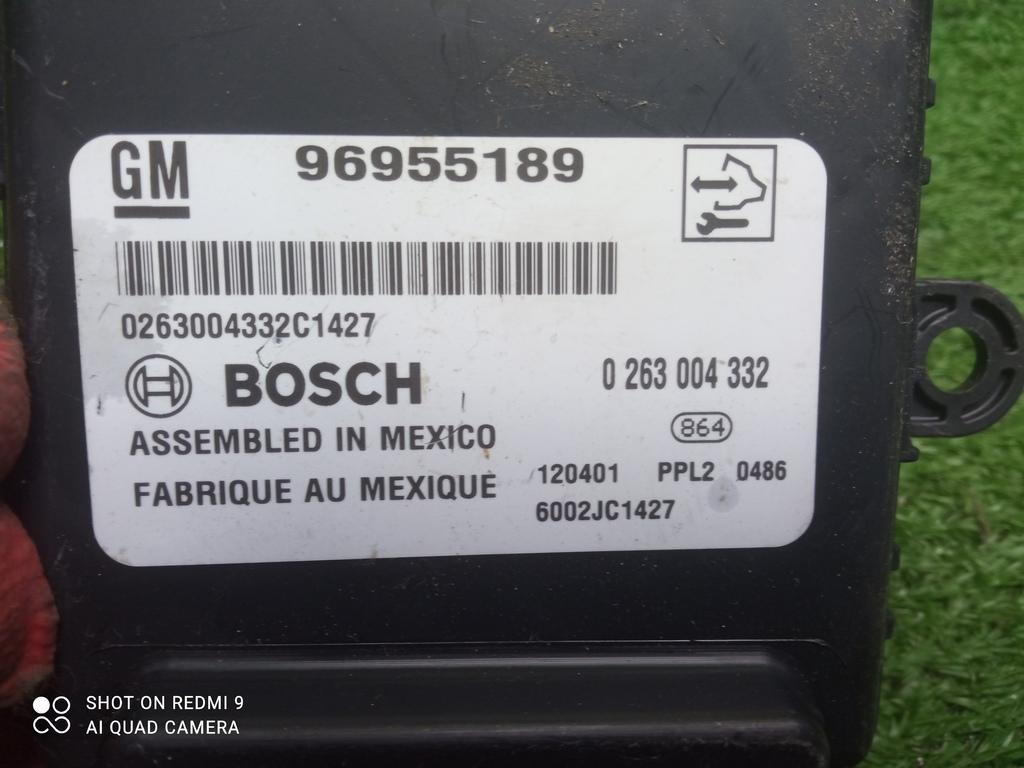 GM 96955189
0263004332C1427
BOSCH 0 263 004 332
864
ASSEMBLED IN MEXICO
FABRIQUE AU MEXIQUE
120401 PPL2 0486
6002JC1427
SHOT ON REDMI 9
AI QUAD CAMERA